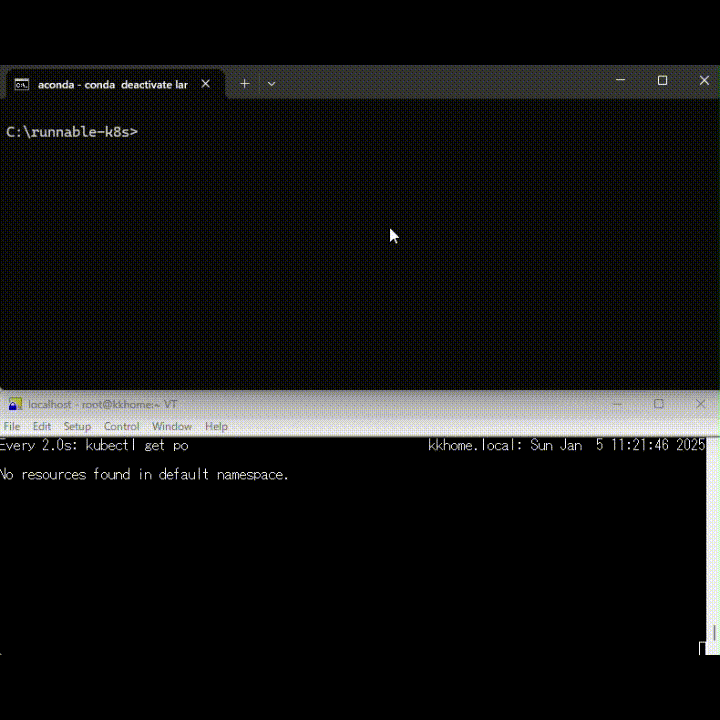 aconda - conda deactivate lar
C:\runnable-k8s>
localhost - root@kkhome:~ VT
File Edit Setup Control Window Help
Every 2.0s: kubectl get po kkhome.local: Sun Jan 5 11:21:46 2025
No resources found in default namespace.